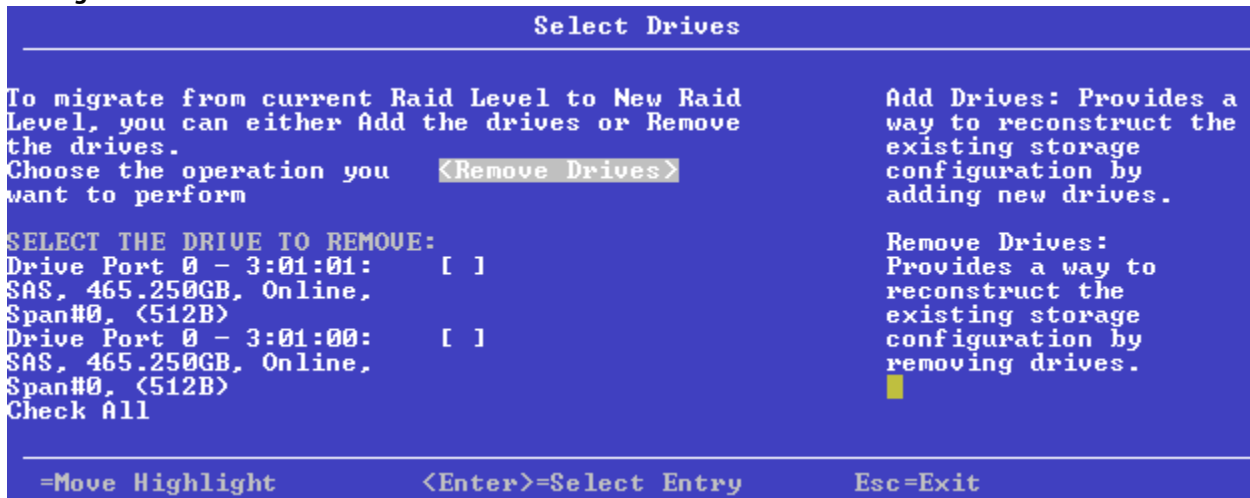 Select Drives
To migrate from current Raid Level to New Raid
Level, you can either Add the drives or Remove
the drives.
Choose the operation you <Remove Drives>
want to perform
SELECT THE DRIVE TO REMOVE:
Drive Port 0 - 3:01:01: [ ]
SAS, 465.250GB, Online,
Span#0, (512B)
Drive Port 0 - 3:01:00: [ ]
SAS, 465.250GB, Online,
Span#0, (512B)
Check All
Add Drives: Provides a
way to reconstruct the
existing storage
configuration by
adding new drives.
Remove Drives:
Provides a way to
reconstruct the
existing storage
configuration by
removing drives.
=Move Highlight <Enter>=Select Entry Esc=Exit